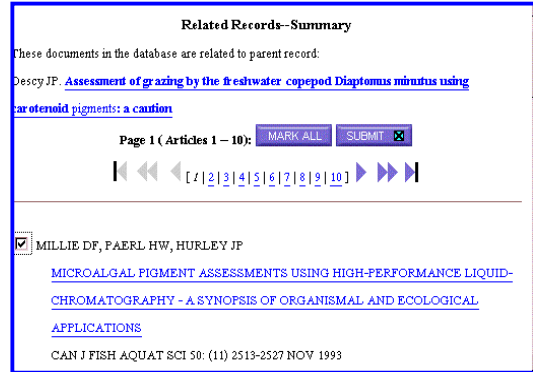 Related Records--Summary
These documents in the database are related to parent record:
Descy JP. Assessment of grazing by the freshwater copepod Diaptomus minutus using
carotenoid pigments: a caution
Page 1 ( Articles 1 – 10): MARK ALL SUBMIT
[ 1 | 2 | 3 | 4 | 5 | 6 | 7 | 8 | 9 | 10 ]
MILLIE DF, PAERL HW, HURLEY JP
MICROALGAL PIGMENT ASSESSMENTS USING HIGH-PERFORMANCE LIQUID-
CHROMATOGRAPHY - A SYNOPSIS OF ORGANISMAL AND ECOLOGICAL
APPLICATIONS
CAN J FISH AQUAT SCI 50: (11) 2513-2527 NOV 1993